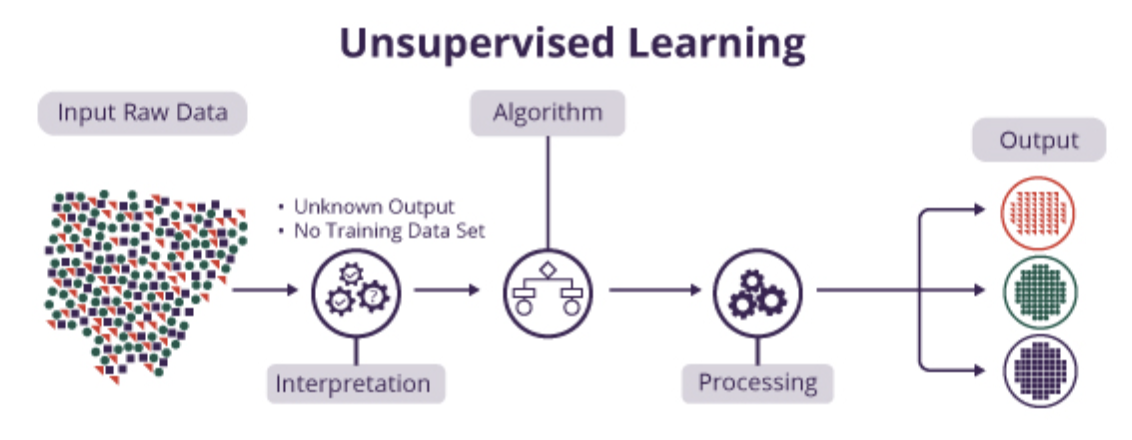 Unsupervised Learning
Input Raw Data
Algorithm
Output
• Unknown Output
• No Training Data Set
?
Interpretation
Processing